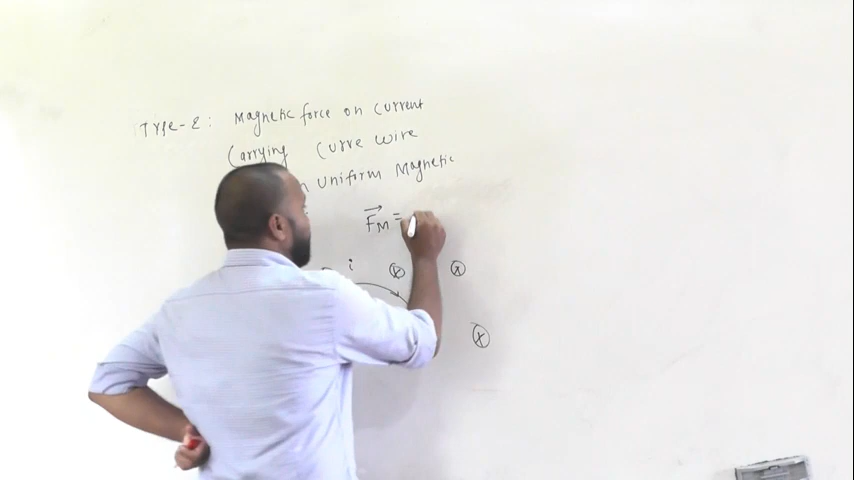 TYPE-2: Magnetic force on current
Carrying Curve wire
uniform Magnetic
F⃗M =
i ⊗ ⊗
⊗